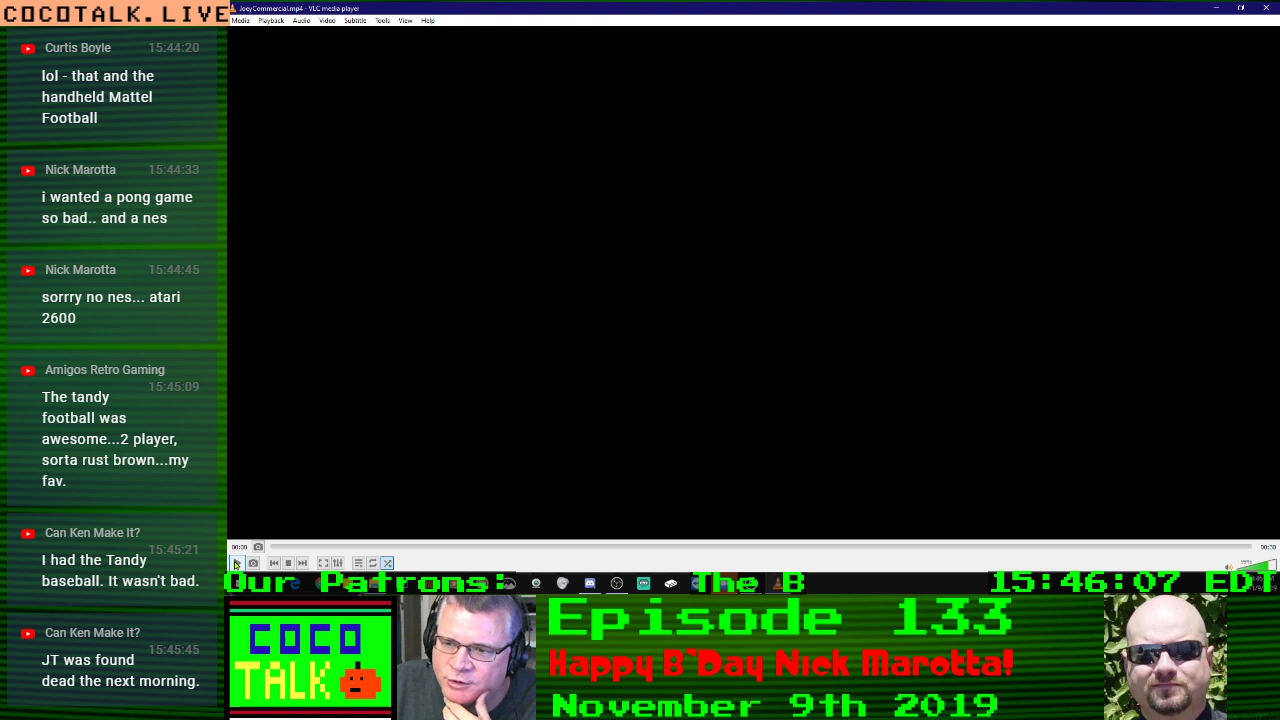 COCOTALK.LIVE
JoeyCommercial.mp4 - VLC media player
Media Playback Audio Video Subtitle Tools View Help
Curtis Boyle 15:44:20
lol - that and the
handheld Mattel
Football
Nick Marotta 15:44:33
i wanted a pong game
so bad.. and a nes
Nick Marotta 15:44:45
sorrry no nes... atari
2600
Amigos Retro Gaming
15:45:09
The tandy
football was
awesome...2 player,
sorta rust brown...my
fav.
Can Ken Make It?
15:45:21
I had the Tandy
baseball. It wasn't bad.
Can Ken Make It?
15:45:45
JT was found
dead the next morning.
00:00 00:30
Our Patrons: The B 15:46:07 EDT
COCO
TALK
Episode 133
Happy B'Day Nick Marotta!
November 9th 2019